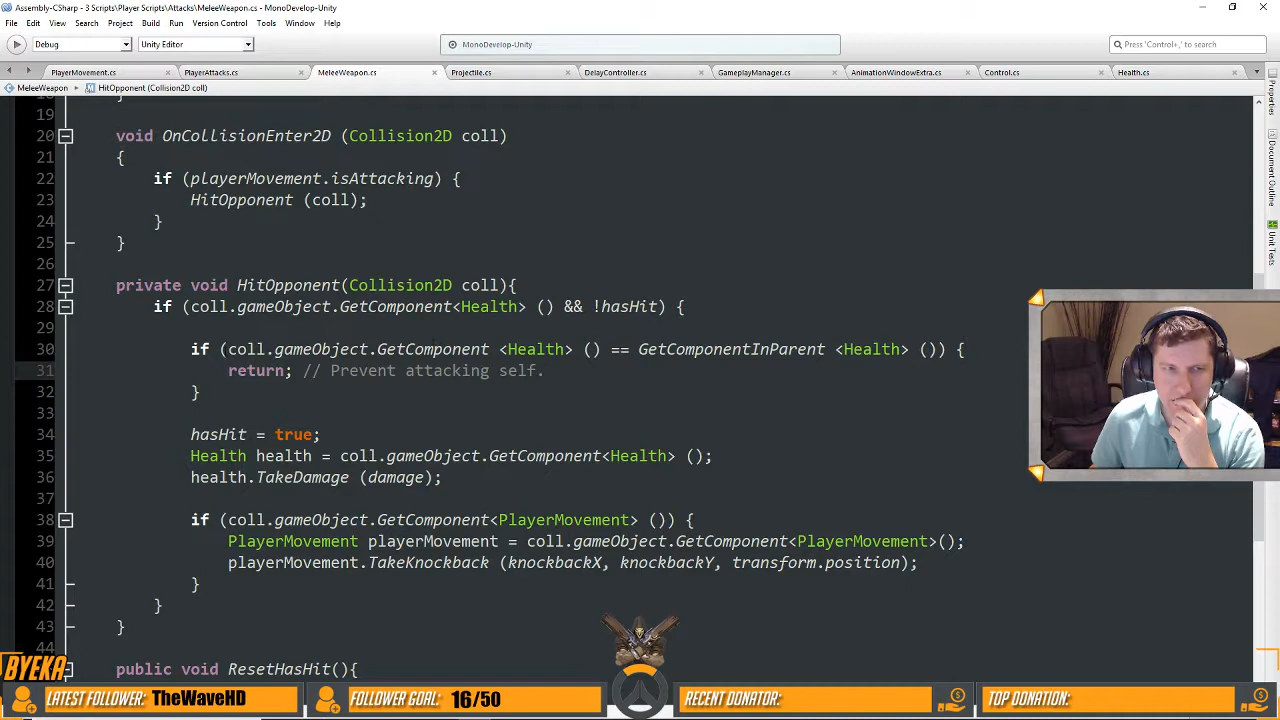 Assembly-CSharp - 3 Scripts\Player Scripts\Attacks\MeleeWeapon.cs - MonoDevelop-Unity
File Edit View Search Project Build Run Version Control Tools Window Help
Debug Unity Editor MonoDevelop-Unity Press 'Control+,' to search
PlayerMovement.cs PlayerAttacks.cs MeleeWeapon.cs Projectile.cs DelayController.cs GameplayManager.cs AnimationWindowExtra.cs Control.cs Health.cs
MeleeWeapon HitOpponent (Collision2D coll)
Properties
Document Outline
Unit Tests
18 }
19
20 void OnCollisionEnter2D (Collision2D coll)
21 {
22 if (playerMovement.isAttacking) {
23 HitOpponent (coll);
24 }
25 }
26
27 private void HitOpponent(Collision2D coll){
28 if (coll.gameObject.GetComponent<Health> () && !hasHit) {
29
30 if (coll.gameObject.GetComponent <Health> () == GetComponentInParent <Health> ()) {
31 return; // Prevent attacking self.
32 }
33
34 hasHit = true;
35 Health health = coll.gameObject.GetComponent<Health> ();
36 health.TakeDamage (damage);
37
38 if (coll.gameObject.GetComponent<PlayerMovement> ()) {
39 PlayerMovement playerMovement = coll.gameObject.GetComponent<PlayerMovement>();
40 playerMovement.TakeKnockback (knockbackX, knockbackY, transform.position);
41 }
42 }
43 }
44
public void ResetHasHit(){
BYEKA
LATEST FOLLOWER: TheWaveHD FOLLOWER GOAL: 16/50 RECENT DONATOR: TOP DONATION: